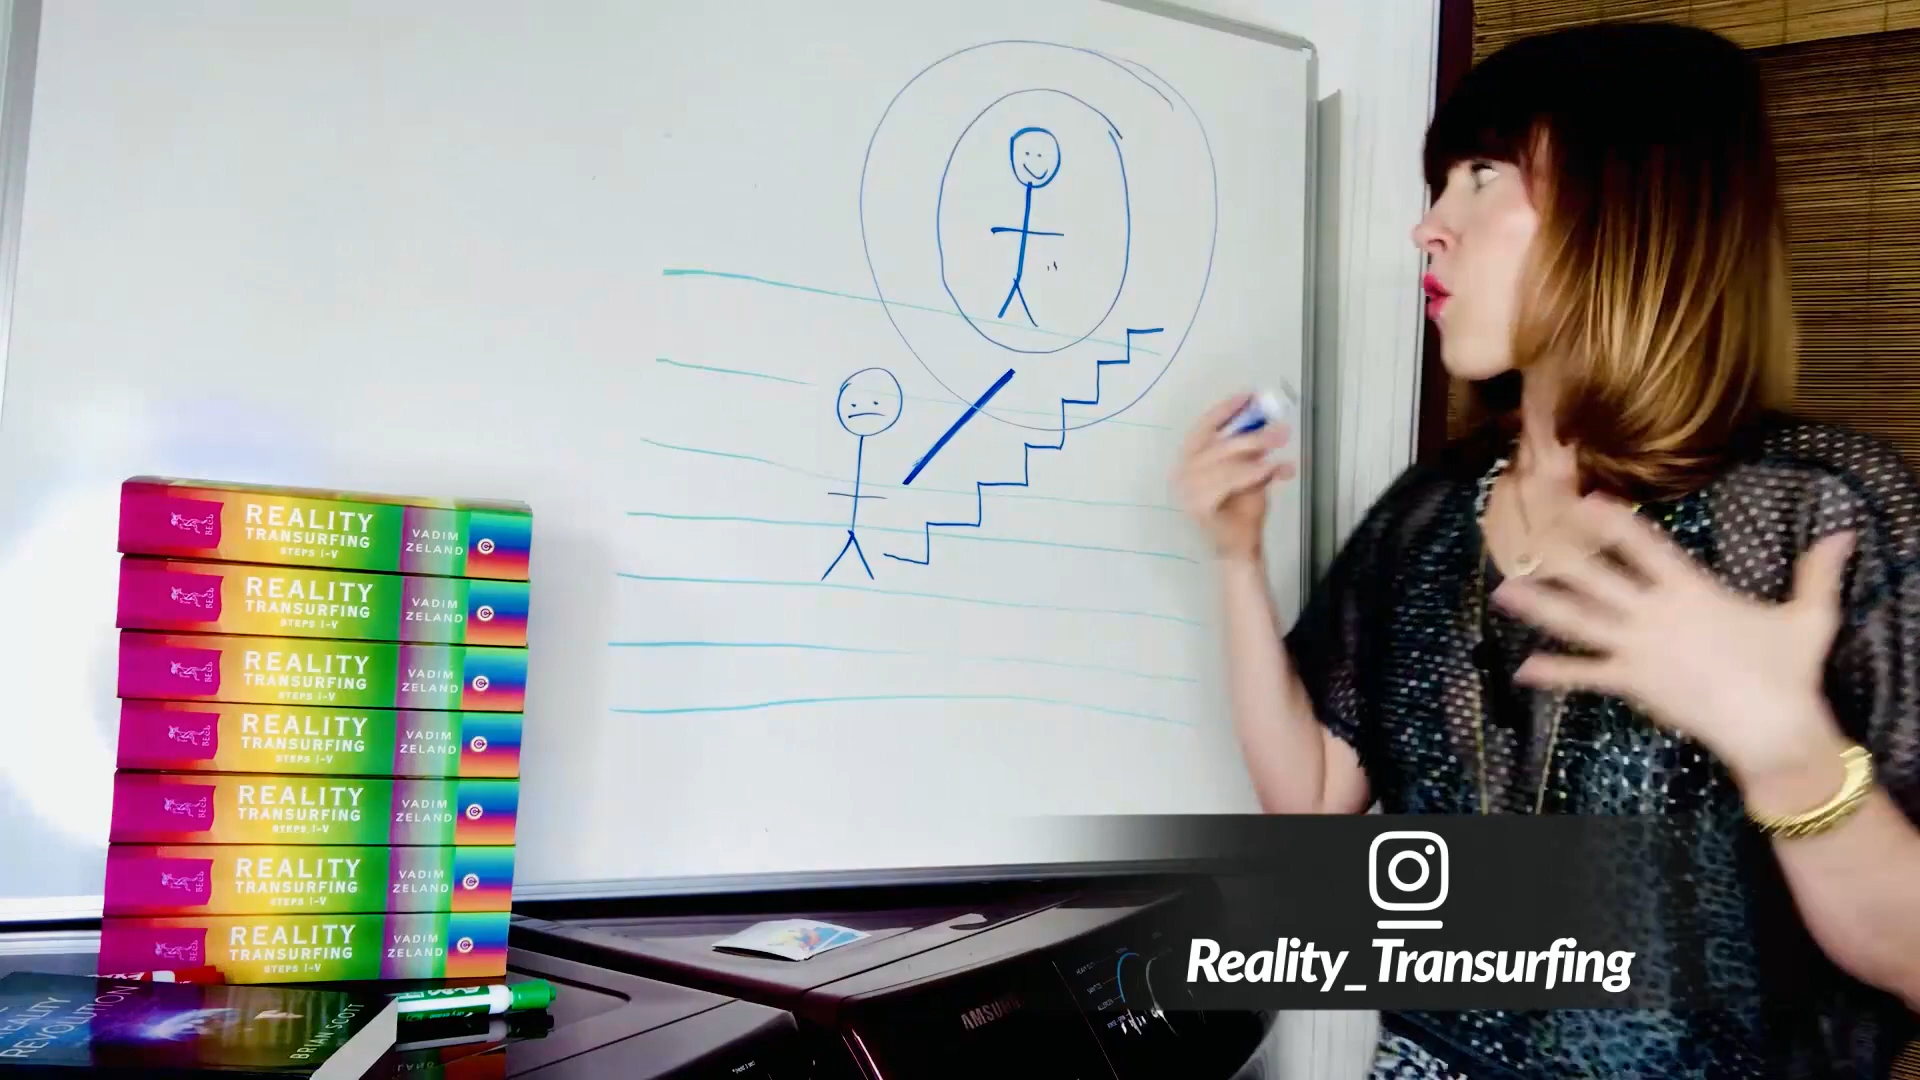 REALITY
TRANSURFING
STEPS I-V
VADIM
ZELAND
REALITY
TRANSURFING
STEPS I-V
VADIM
ZELAND
REALITY
TRANSURFING
STEPS I-V
VADIM
ZELAND
REALITY
TRANSURFING
STEPS I-V
VADIM
ZELAND
REALITY
TRANSURFING
STEPS I-V
VADIM
ZELAND
REALITY
TRANSURFING
STEPS I-V
VADIM
ZELAND
REALITY
TRANSURFING
STEPS I-V
VADIM
ZELAND
REALITY
REVOLUTION
BRIAN SCOTT
SAMSUNG
Reality_Transurfing